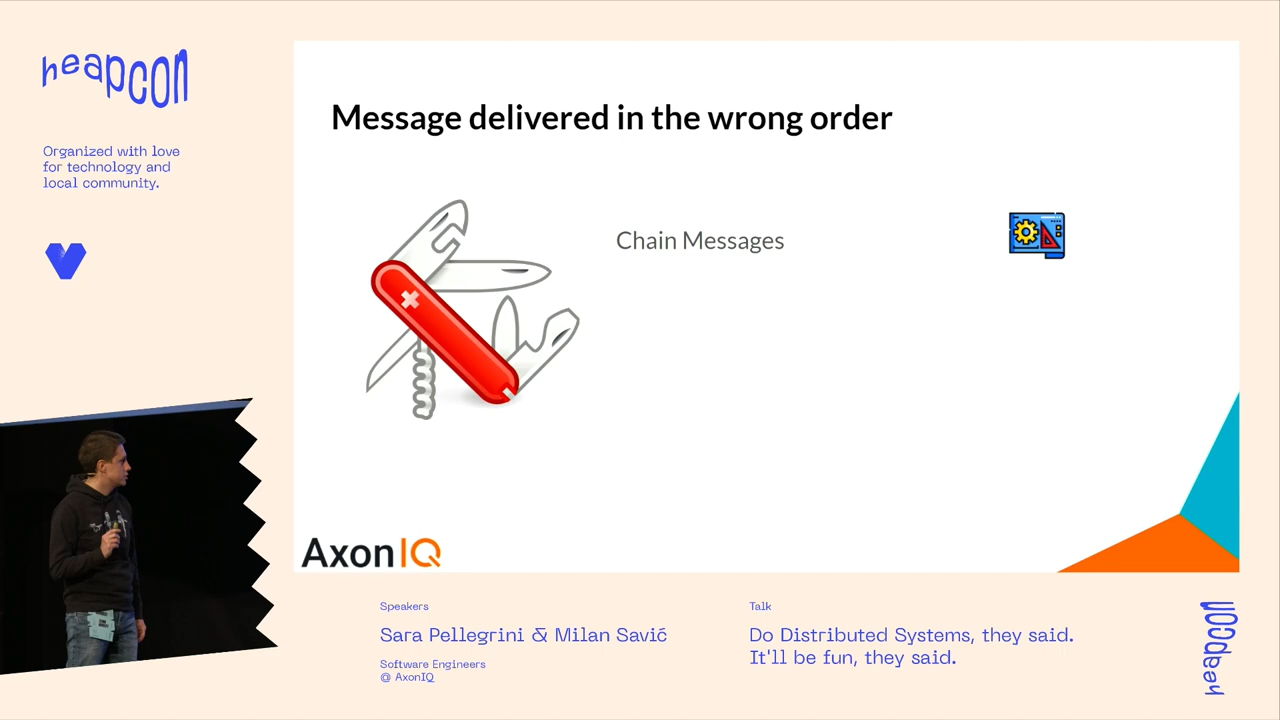 heapcon
Organized with love
for technology and
local community.
Message delivered in the wrong order
Chain Messages
AxonIQ
Speakers
Sara Pellegrini & Milan Savić
Software Engineers
@ AxonIQ
Talk
Do Distributed Systems, they said.
It'll be fun, they said.
heapcon